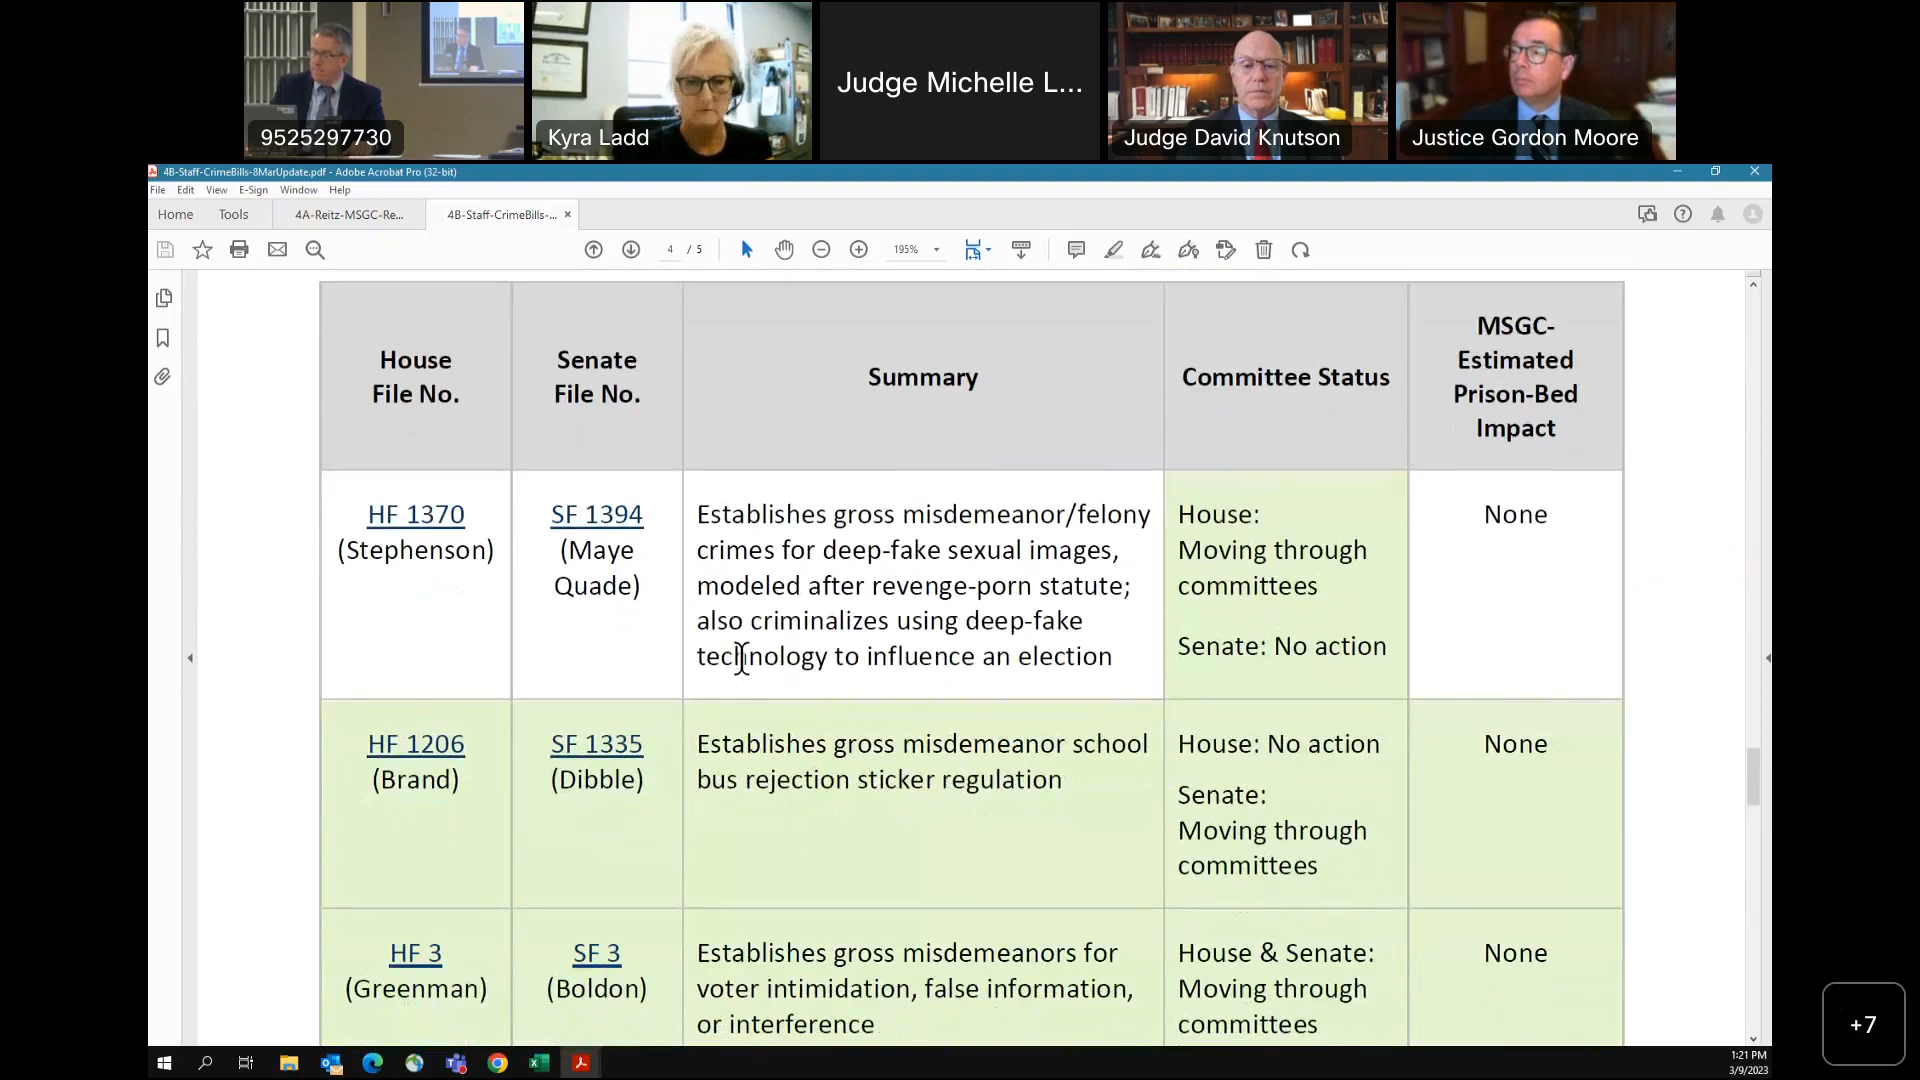 9525297730
Kyra Ladd
Judge Michelle L...
Judge David Knutson
Justice Gordon Moore
4B-Staff-CrimeBills-8MarUpdate.pdf - Adobe Acrobat Pro (32-bit)
File Edit View E-Sign Window Help
Home Tools 4A-Reitz-MSGC-Re... 4B-Staff-CrimeBills-... ×
4 / 5 195%
House
File No.
Senate
File No.
Summary
Committee Status
MSGC-
Estimated
Prison-Bed
Impact
HF 1370
(Stephenson)
SF 1394
(Maye
Quade)
Establishes gross misdemeanor/felony
crimes for deep-fake sexual images,
modeled after revenge-porn statute;
also criminalizes using deep-fake
technology to influence an election
House:
Moving through
committees
Senate: No action
None
HF 1206
(Brand)
SF 1335
(Dibble)
Establishes gross misdemeanor school
bus rejection sticker regulation
House: No action
Senate:
Moving through
committees
None
HF 3
(Greenman)
SF 3
(Boldon)
Establishes gross misdemeanors for
voter intimidation, false information,
or interference
House & Senate:
Moving through
committees
None
+7
1:21 PM
3/9/2023